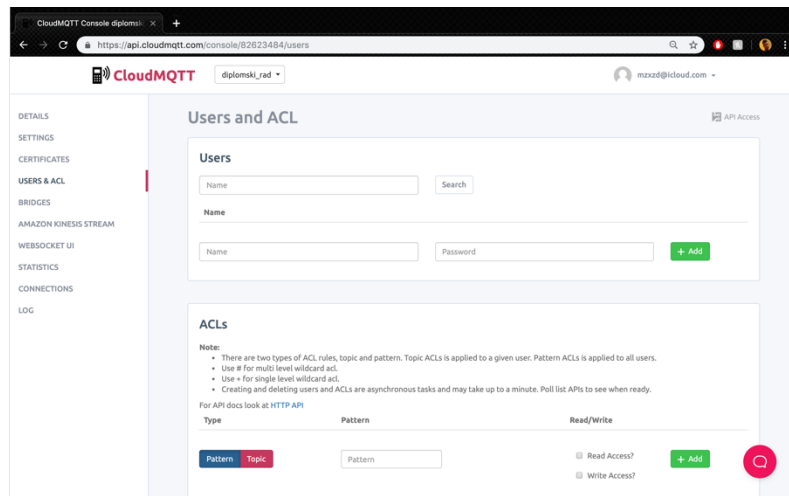 CloudMQTT Console diplomsk
https://api.cloudmqtt.com/console/82623484/users
CloudMQTT
diplomski_rad
mzxzd@icloud.com
DETAILS
SETTINGS
CERTIFICATES
USERS & ACL
BRIDGES
AMAZON KINESIS STREAM
WEBSOCKET UI
STATISTICS
CONNECTIONS
LOG
Users and ACL
API Access
Users
Name
Search
Name
Name
Password
+ Add
ACLs
Note:
• There are two types of ACL rules, topic and pattern. Topic ACLs is applied to a given user. Pattern ACLs is applied to all users.
• Use # for multi level wildcard acl.
• Use + for single level wildcard acl.
• Creating and deleting users and ACLs are asynchronous tasks and may take up to a minute. Poll list APIs to see when ready.
For API docs look at HTTP API
Type Pattern Read/Write
Pattern Topic
Pattern
Read Access?
Write Access?
+ Add